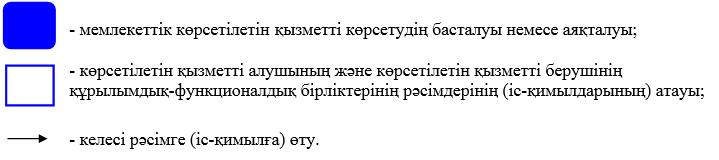 - мемлекеттік көрсетілетін қызметті көрсетудің басталуы немесе аяқталуы;
- көрсетілетін қызметті алушының және көрсетілетін қызметті берушінің
құрылымдық-функционалдық бірліктерінің рәсімдерінің (іс-қимылдарының) атауы;
- келесі рәсімге (іс-қимылға) өту.